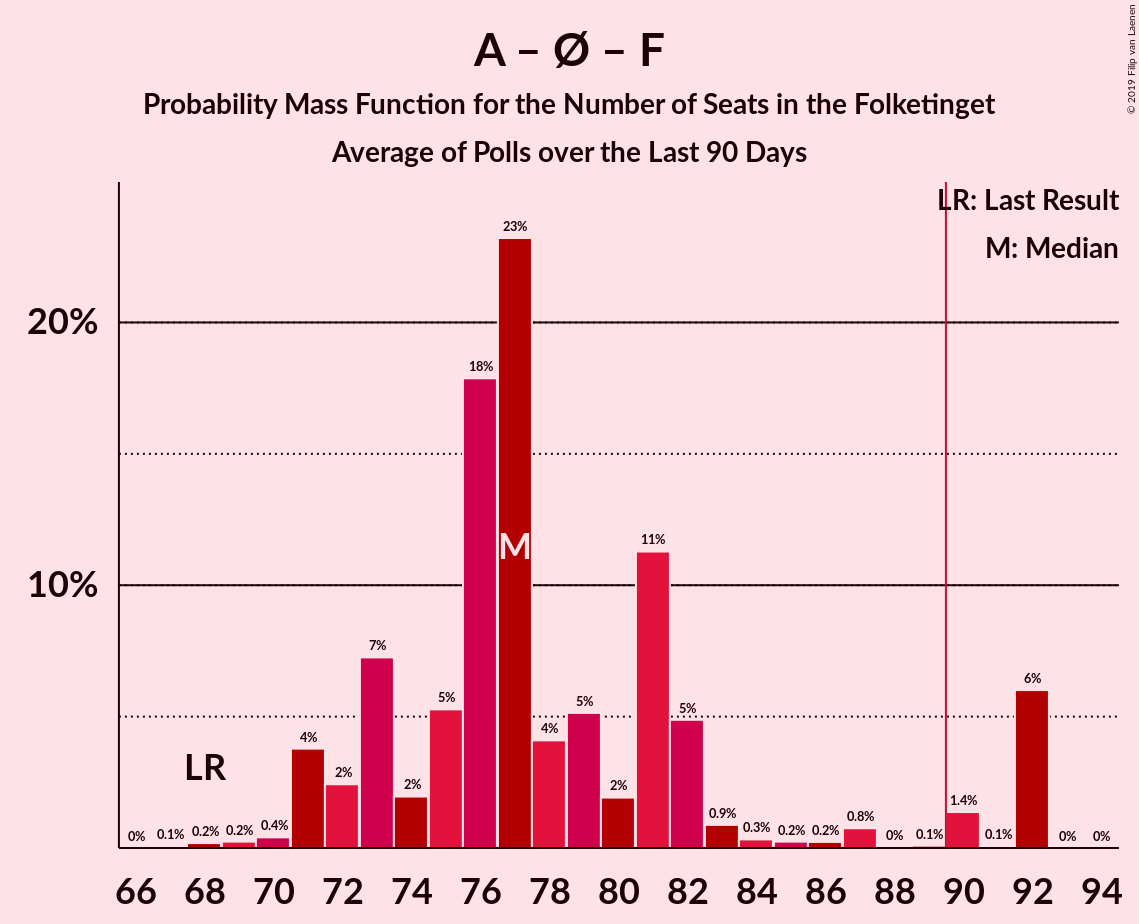 A – Ø – F
Probability Mass Function for the Number of Seats in the Folketinget
Average of Polls over the Last 90 Days
© 2019 Filip van Laenen
LR: Last Result
M: Median
20%
10%
0% 0.1% 0.2% 0.2% 0.4% 4% 2% 7% 2% 5% 18% 23% 4% 5% 2% 11% 5% 0.9% 0.3% 0.2% 0.2% 0.8% 0% 0.1% 1.4% 0.1% 6% 0% 0%
M
LR
66 68 70 72 74 76 78 80 82 84 86 88 90 92 94